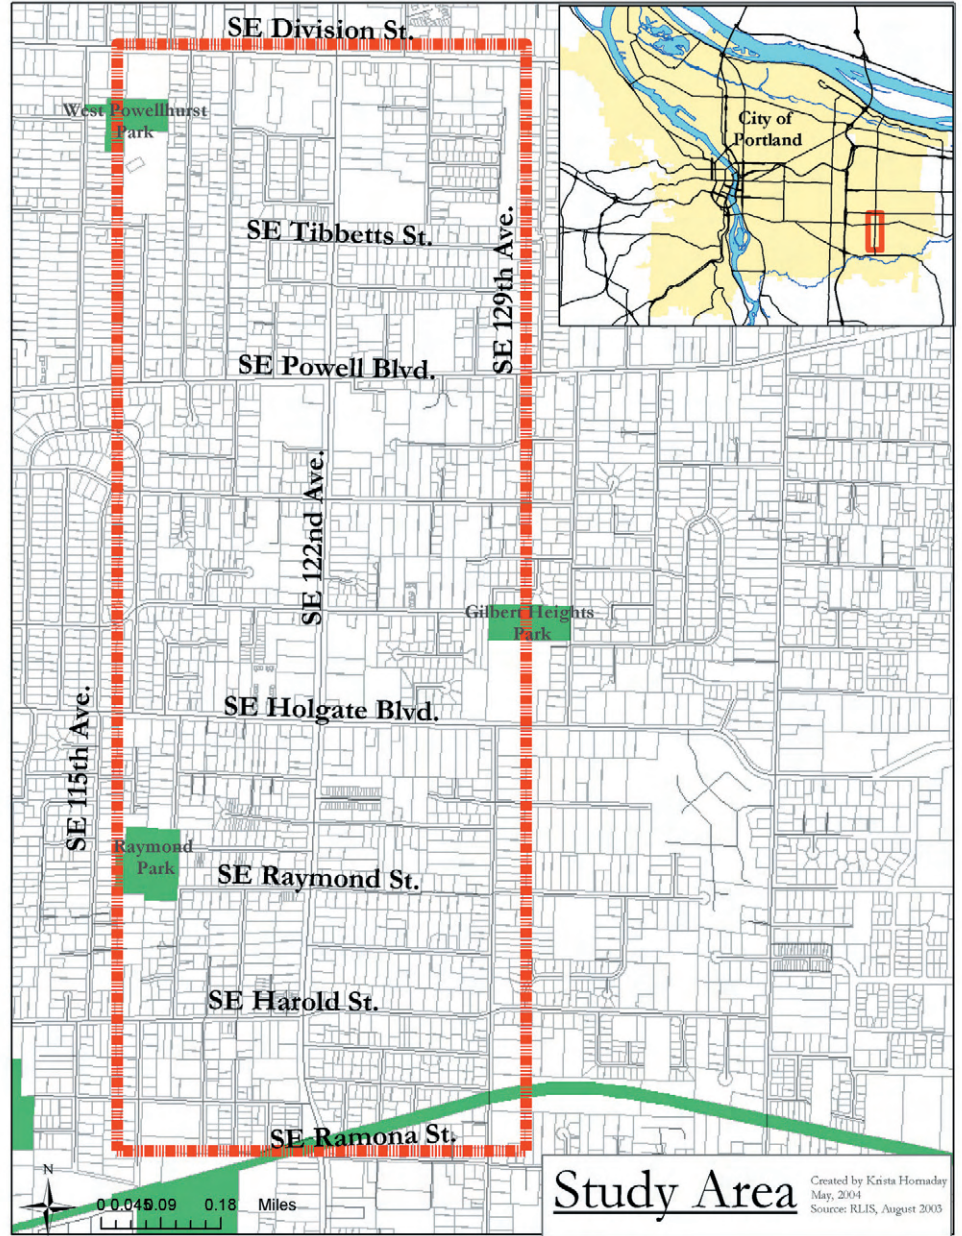 SE Division St.
West Powellhurst
Park
City of
Portland
SE Tibbetts St.
SE 129th Ave.
SE Powell Blvd.
SE 122nd Ave.
Gilbert Heights
Park
SE Holgate Blvd.
SE 115th Ave.
Raymond
Park
SE Raymond St.
SE Harold St.
SE Ramona St.
N
0 0.045 0.09 0.18 Miles
Study Area
Created by Krista Hornaday
May, 2004
Source: RLIS, August 2003